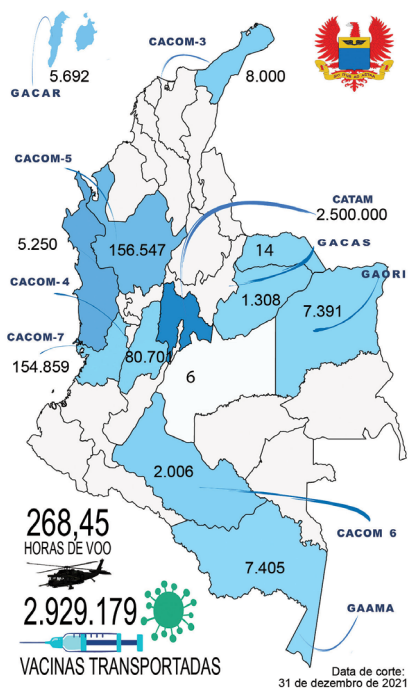 CACOM-3
5.692
8.000
GACAR
CACOM-5
CATAM
2.500.000
5.250
156.547
14
GACAS
GAORI
CACOM-4
1.308
7.391
CACOM-7
154.859
80.701
6
2.006
268,45
HORAS DE VOO
CACOM 6
2.929.179
7.405
GAAMA
VACINAS TRANSPORTADAS
Data de corte:
31 de dezembro de 2021